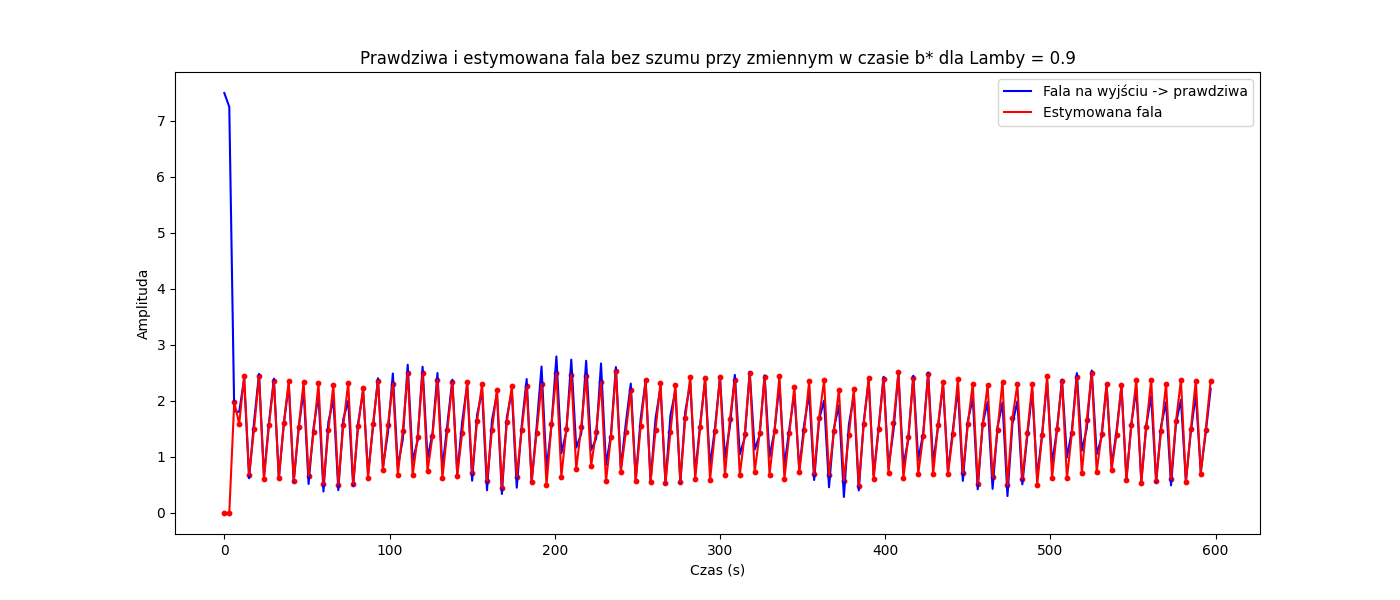 Prawdziwa i estymowana fala bez szumu przy zmiennym w czasie b* dla Lamby = 0.9
Fala na wyjściu -> prawdziwa
Estymowana fala
Amplituda
7
6
5
4
3
2
1
0
0 100 200 300 400 500 600
Czas (s)